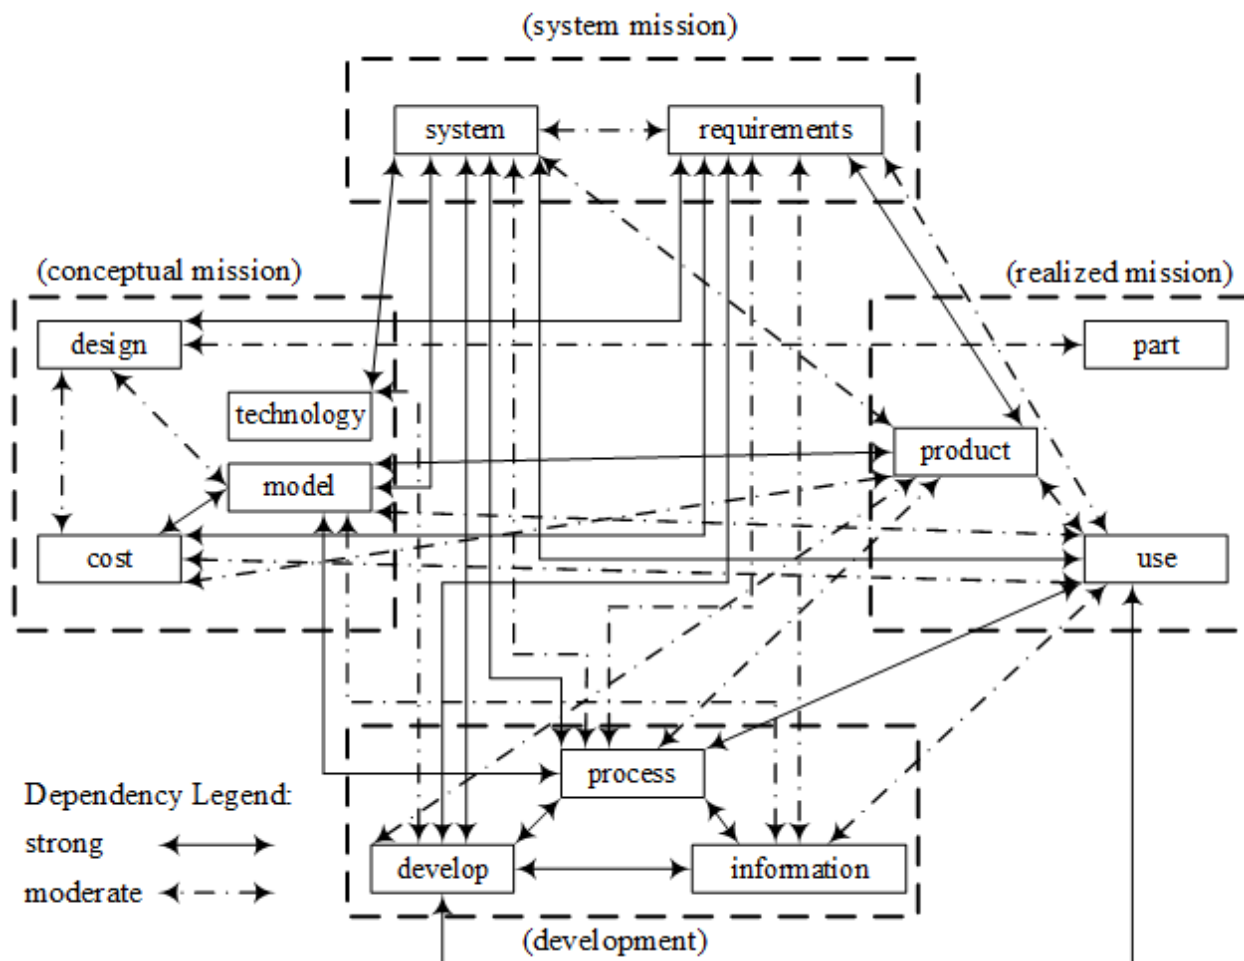 (system mission)
system
requirements
(conceptual mission)
(realized mission)
design
part
technology
product
model
cost
use
process
Dependency Legend:
strong
develop
information
moderate
(development)